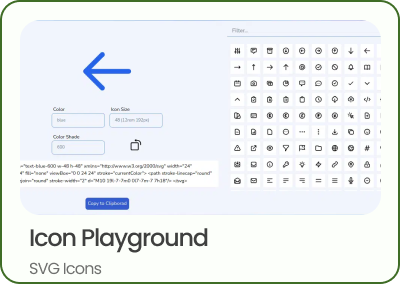 Filter...
Color
Icon Size
blue
48 (12rem 192px)
Color Shade
600
="text-blue-600 w-48 h-48" xmlns="http://www.w3.org/2000/svg" width="24"
4" fill="none" viewBox="0 0 24 24" stroke="currentColor"> <path stroke-linecap="round"
-linejoin="round" stroke-width="2" d="M10 19l-7-7m0 0l7-7m-7 7h18"/> </svg>
Copy to Clipboard
Icon Playground
SVG Icons